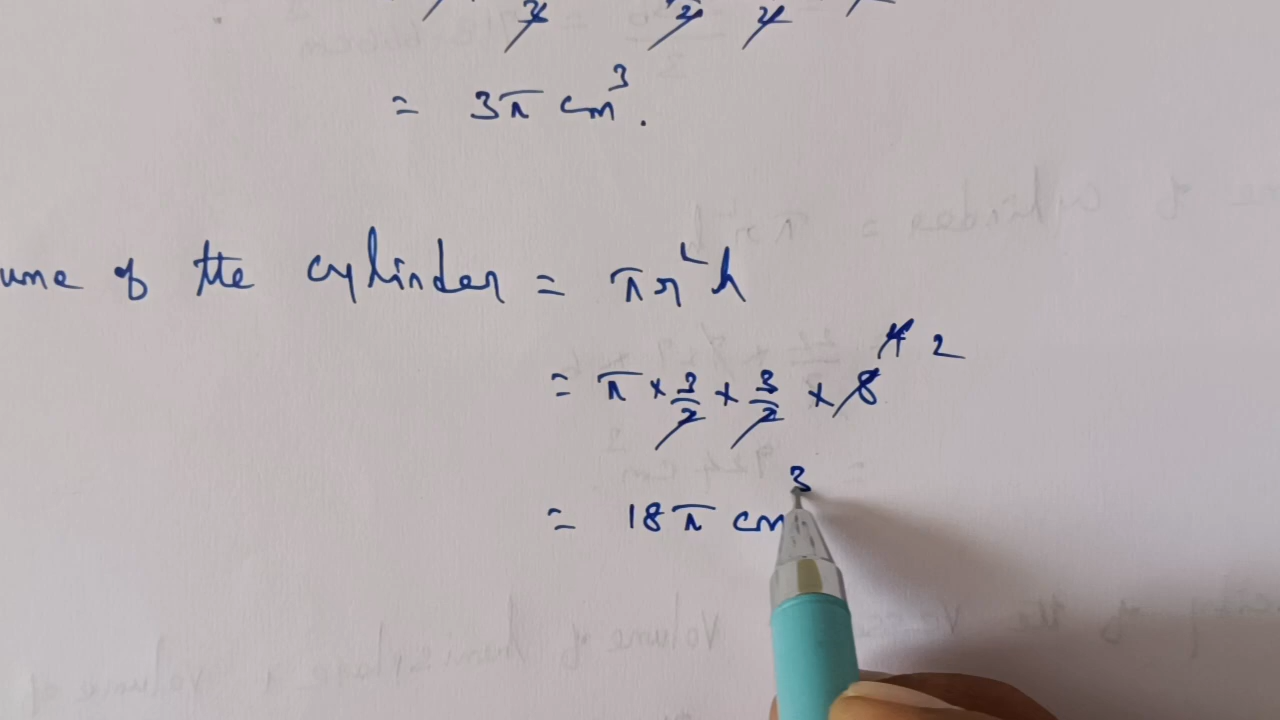 = 3π cm³.
ume of the cylinder = πr²h
= π × 3/2 × 3/2 × 8 4 2
= 18π cm³